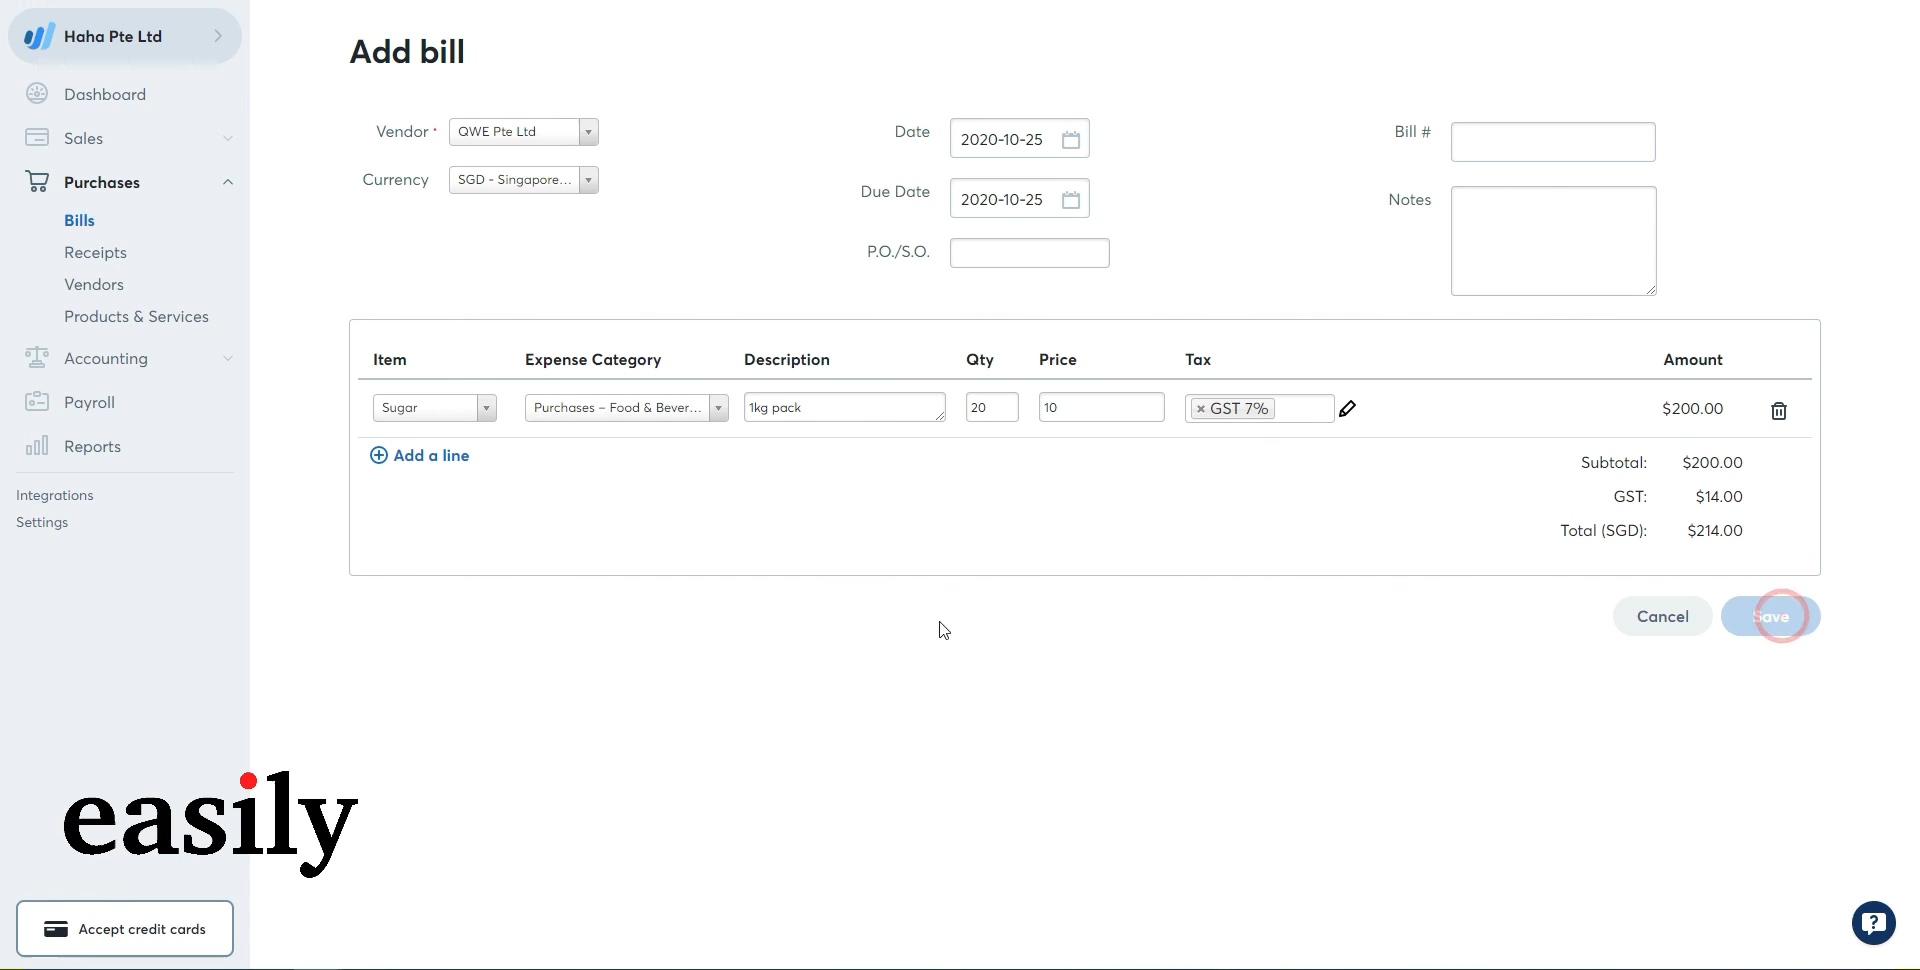 Haha Pte Ltd
Dashboard
Sales
Purchases
Bills
Receipts
Vendors
Products & Services
Accounting
Payroll
Reports
Integrations
Settings
easily
Accept credit cards
Add bill
Vendor * QWE Pte Ltd
Currency SGD - Singapore...
Date 2020-10-25
Due Date 2020-10-25
P.O./S.O.
Bill #
Notes
Item Expense Category Description Qty Price Tax Amount
Sugar Purchases – Food & Bever... 1kg pack 20 10 × GST 7% $200.00
Add a line
Subtotal: $200.00
GST: $14.00
Total (SGD): $214.00
Cancel Save
?